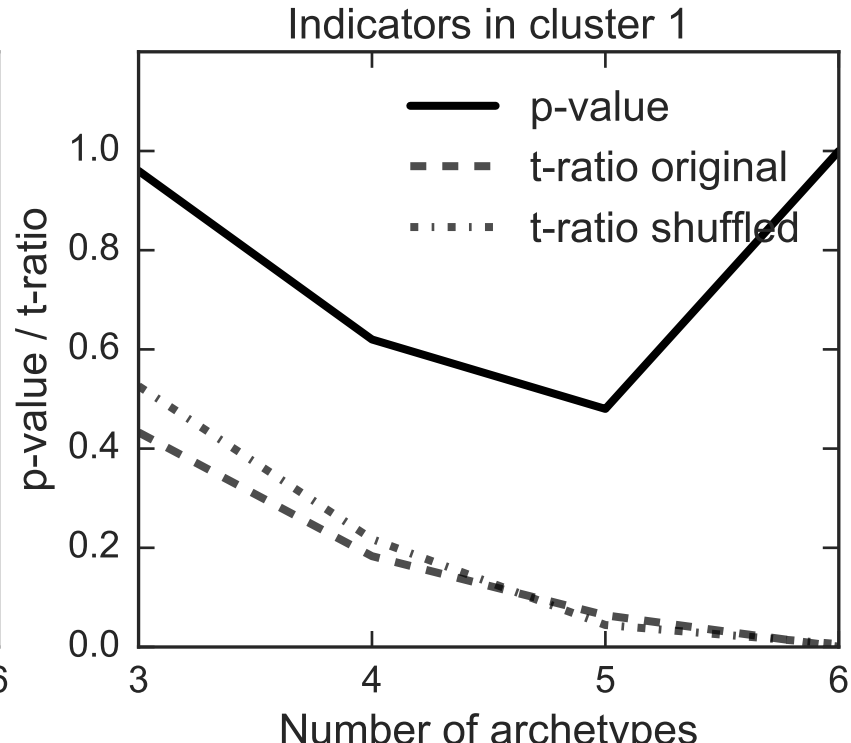 Indicators in cluster 1
p-value
t-ratio original
t-ratio shuffled
p-value / t-ratio
1.0
0.8
0.6
0.4
0.2
0.0
6
3 4 5 6
Number of archetypes